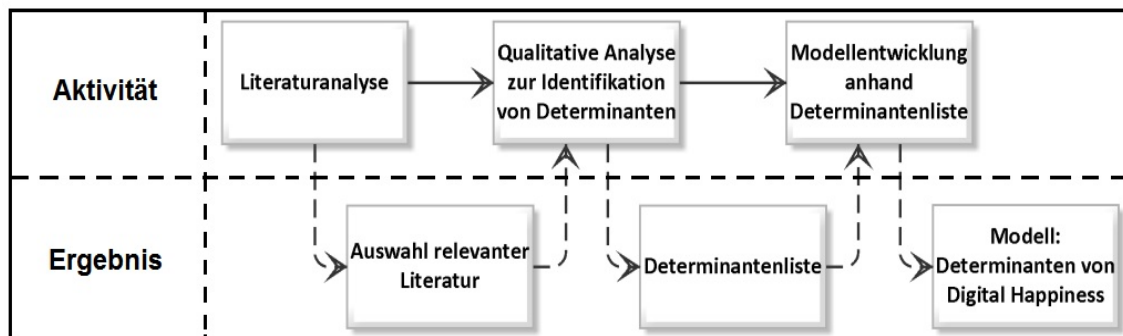 Aktivität
Literaturanalyse
Qualitative Analyse
zur Identifikation
von Determinanten
Modellentwicklung
anhand
Determinantenliste
Ergebnis
Auswahl relevanter
Literatur
Determinantenliste
Modell:
Determinanten von
Digital Happiness